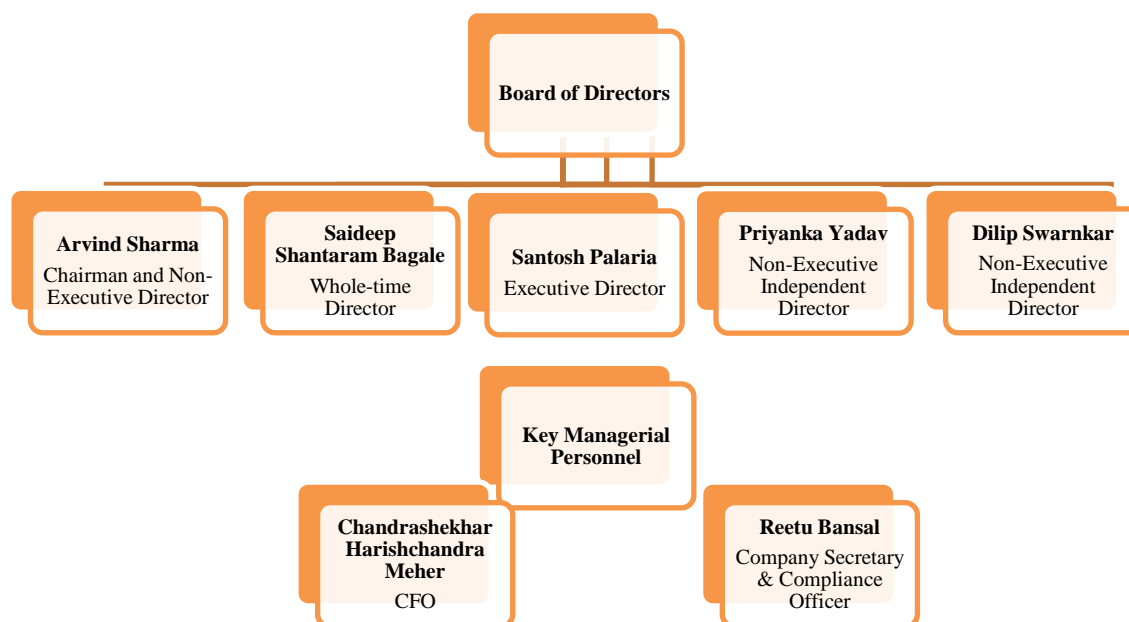 Board of Directors
Arvind Sharma
Chairman and Non-
Executive Director
Saideep
Shantaram Bagale
Whole-time
Director
Santosh Palaria
Executive Director
Priyanka Yadav
Non-Executive
Independent
Director
Dilip Swarnkar
Non-Executive
Independent
Director
Key Managerial
Personnel
Chandrashekhar
Harishchandra
Meher
CFO
Reetu Bansal
Company Secretary
& Compliance
Officer